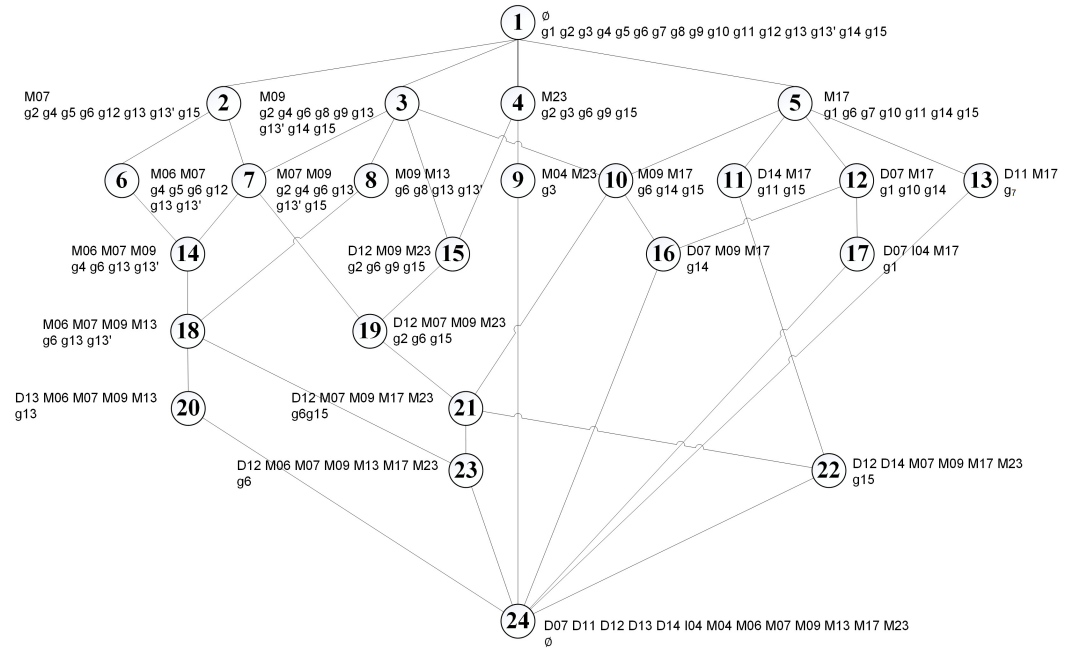 1
∅
g1 g2 g3 g4 g5 g6 g7 g8 g9 g10 g11 g12 g13 g13' g14 g15
2
M07
g2 g4 g5 g6 g12 g13 g13' g15
3
M09
g2 g4 g6 g8 g9 g13
g13' g14 g15
4
M23
g2 g3 g6 g9 g15
5
M17
g1 g6 g7 g10 g11 g14 g15
6
M06 M07
g4 g5 g6 g12
g13 g13'
7
M07 M09
g2 g4 g6 g13
g13' g15
8
M09 M13
g6 g8 g13 g13'
9
M04 M23
g3
10
M09 M17
g6 g14 g15
11
D14 M17
g11 g15
12
D07 M17
g1 g10 g14
13
D11 M17
g₇
14
M06 M07 M09
g4 g6 g13 g13'
15
D12 M09 M23
g2 g6 g9 g15
16
D07 M09 M17
g14
17
D07 I04 M17
g1
18
M06 M07 M09 M13
g6 g13 g13'
19
D12 M07 M09 M23
g2 g6 g15
20
D13 M06 M07 M09 M13
g13
21
D12 M07 M09 M17 M23
g6g15
23
D12 M06 M07 M09 M13 M17 M23
g6
22
D12 D14 M07 M09 M17 M23
g15
24
D07 D11 D12 D13 D14 I04 M04 M06 M07 M09 M13 M17 M23
∅